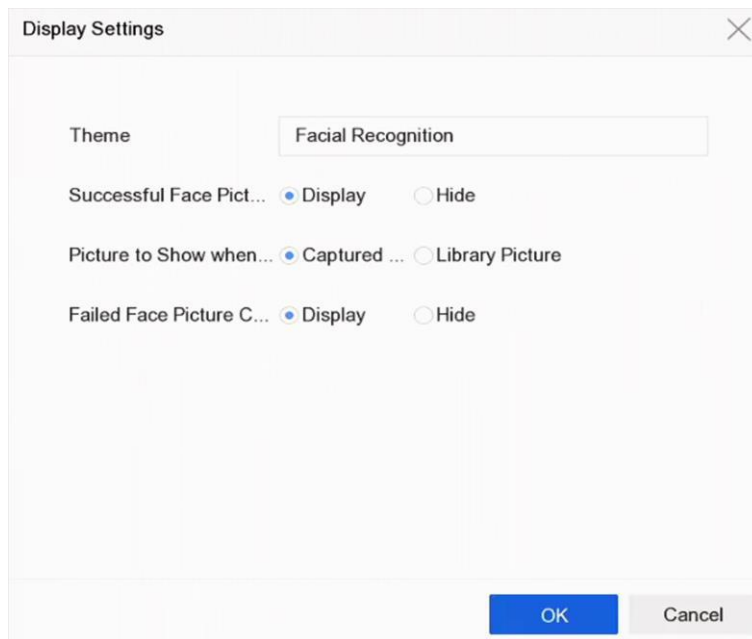 Display Settings
Theme Facial Recognition
Successful Face Pict... Display Hide
Picture to Show when... Captured ... Library Picture
Failed Face Picture C... Display Hide
OK Cancel